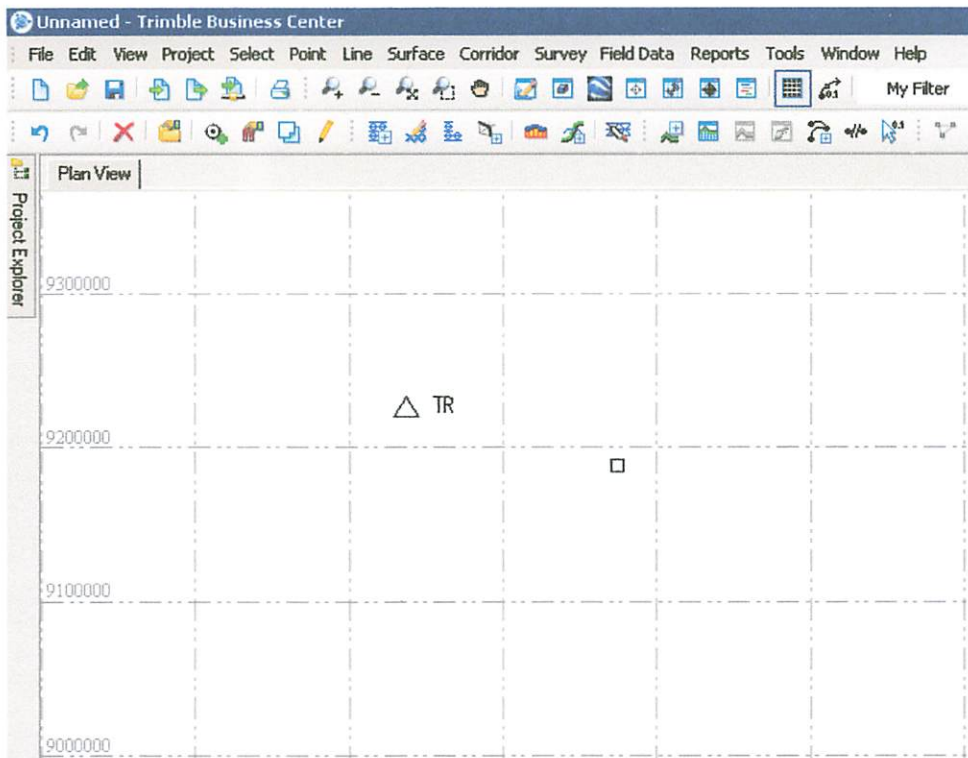 Unnamed - Trimble Business Center
File Edit View Project Select Point Line Surface Corridor Survey Field Data Reports Tools Window Help
My Filter
Plan View
Project Explorer
9300000
TR
9200000
9100000
9000000